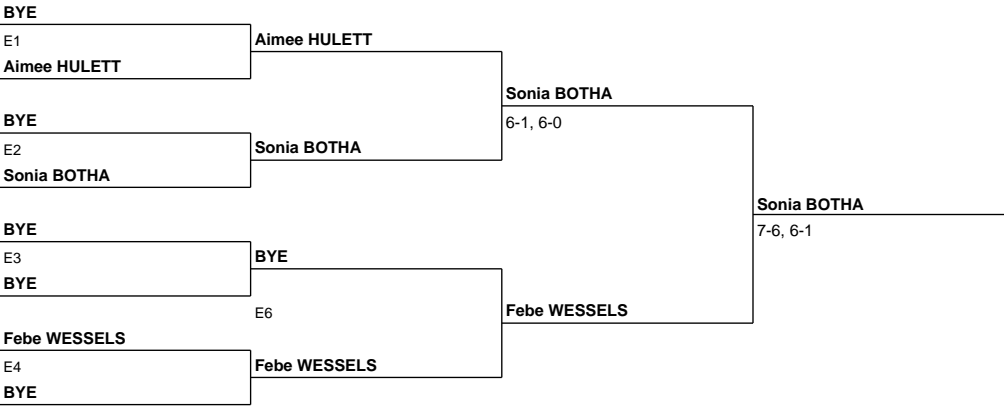 BYE
E1
Aimee HULETT
BYE
E2
Sonia BOTHA
BYE
E3
BYE
Febe WESSELS
E4
BYE
Aimee HULETT
Sonia BOTHA
BYE
E6
Febe WESSELS
Sonia BOTHA
6-1, 6-0
Febe WESSELS
Sonia BOTHA
7-6, 6-1